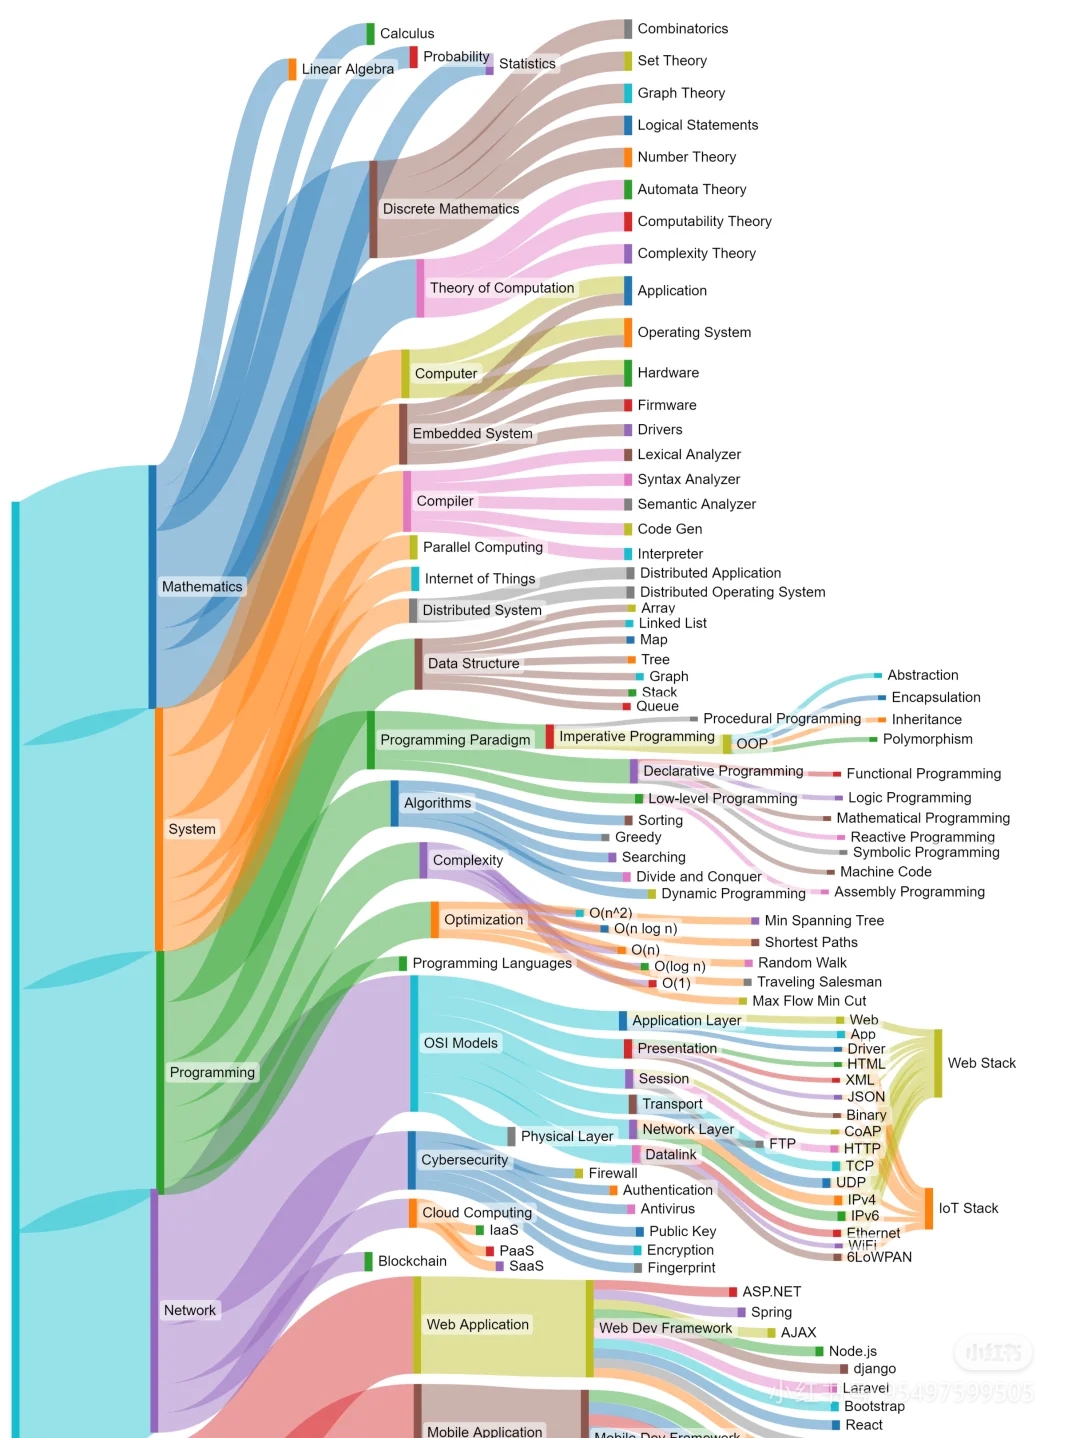 Calculus
Probability
Statistics
Linear Algebra
Combinatorics
Set Theory
Graph Theory
Logical Statements
Number Theory
Discrete Mathematics
Automata Theory
Computability Theory
Complexity Theory
Theory of Computation
Application
Operating System
Hardware
Computer
Firmware
Drivers
Embedded System
Lexical Analyzer
Syntax Analyzer
Semantic Analyzer
Code Gen
Interpreter
Compiler
Parallel Computing
Internet of Things
Distributed Application
Distributed Operating System
Distributed System
Mathematics
Array
Linked List
Map
Tree
Graph
Stack
Queue
Data Structure
Abstraction
Encapsulation
Inheritance
Polymorphism
Procedural Programming
OOP
Imperative Programming
Programming Paradigm
Declarative Programming
Functional Programming
Logic Programming
Mathematical Programming
Reactive Programming
Symbolic Programming
Low-level Programming
Machine Code
Assembly Programming
System
Algorithms
Sorting
Greedy
Searching
Divide and Conquer
Dynamic Programming
Complexity
O(n^2)
O(n log n)
O(n)
O(log n)
O(1)
Optimization
Min Spanning Tree
Shortest Paths
Random Walk
Traveling Salesman
Max Flow Min Cut
Programming Languages
Programming
OSI Models
Application Layer
Presentation
Session
Transport
Network Layer
Datalink
Physical Layer
FTP
Web
App
Driver
HTML
XML
JSON
Binary
CoAP
HTTP
TCP
UDP
IPv4
IPv6
Ethernet
WiFi
6LoWPAN
Web Stack
IoT Stack
Cybersecurity
Firewall
Authentication
Antivirus
Public Key
Encryption
Fingerprint
Cloud Computing
IaaS
PaaS
SaaS
Blockchain
Network
Web Application
Web Dev Framework
ASP.NET
Spring
AJAX
Node.js
django
Laravel
Bootstrap
React
Mobile Application
Mobile Dev Framework
小红书
95497599505